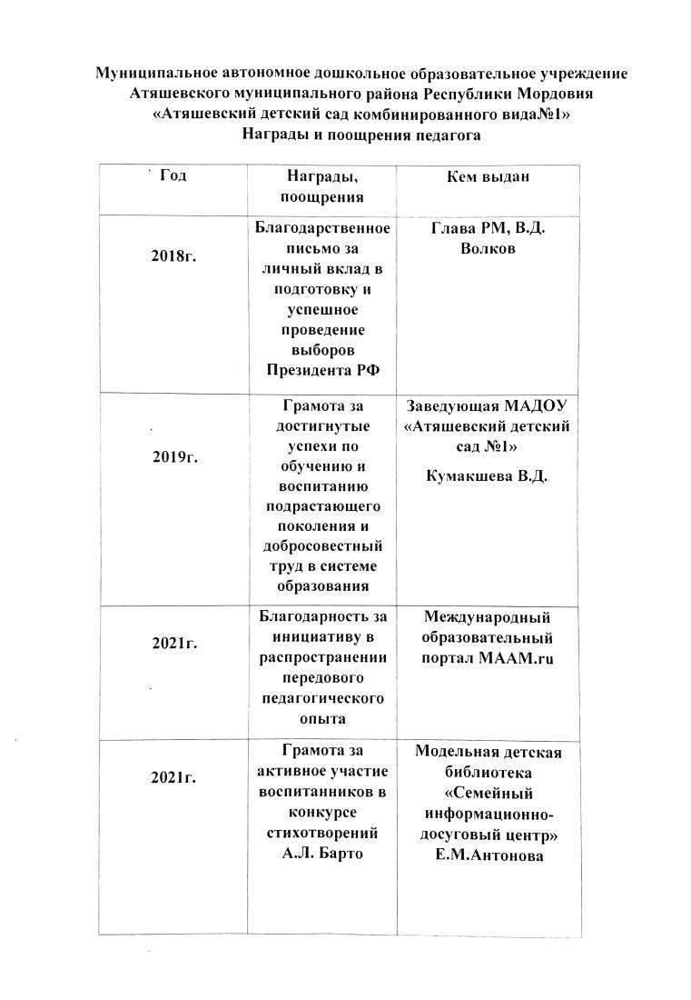 Муниципальное автономное дошкольное образовательное учреждение
Атяшевского муниципального района Республики Мордовия
«Атяшевский детский сад комбинированного вида№1»
Награды и поощрения педагога
Год
Награды,
поощрения
Кем выдан
2018г.
Благодарственное
письмо за
личный вклад в
подготовку и
успешное
проведение
выборов
Президента РФ
Глава РМ, В.Д.
Волков
2019г.
Грамота за
достигнутые
успехи по
обучению и
воспитанию
подрастающего
поколения и
добросовестный
труд в системе
образования
Заведующая МАДОУ
«Атяшевский детский
сад №1»
Кумакшева В.Д.
2021г.
Благодарность за
инициативу в
распространении
передового
педагогического
опыта
Международный
образовательный
портал МААМ.ru
2021г.
Грамота за
активное участие
воспитанников в
конкурсе
стихотворений
А.Л. Барто
Модельная детская
библиотека
«Семейный
информационно-
досуговый центр»
Е.М.Антонова